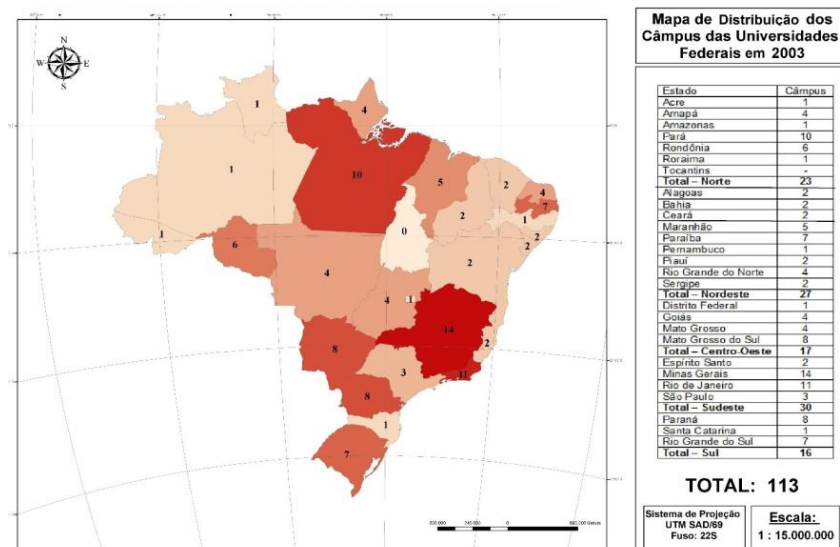 Mapa de Distribuição dos
Câmpus das Universidades
Federais em 2003
N
W E
S
1
4
1
10
5
2
4
7
1
2
2
2
0
2
1
6
4
4
1
14
2
8
3
11
8
1
7
Estado Câmpus
Acre 1
Amapá 4
Amazonas 1
Pará 10
Rondônia 6
Roraima 1
Tocantins -
Total – Norte 23
Alagoas 2
Bahia 2
Ceará 2
Maranhão 5
Paraíba 7
Pernambuco 1
Piauí 2
Rio Grande do Norte 4
Sergipe 2
Total – Nordeste 27
Distrito Federal 1
Goiás 4
Mato Grosso 4
Mato Grosso do Sul 8
Total – Centro-Oeste 17
Espírito Santo 2
Minas Gerais 14
Rio de Janeiro 11
São Paulo 3
Total – Sudeste 30
Paraná 8
Santa Catarina 1
Rio Grande do Sul 7
Total – Sul 16
TOTAL: 113
Sistema de Projeção
UTM SAD/69
Fuso: 22S
Escala:
1 : 15.000.000